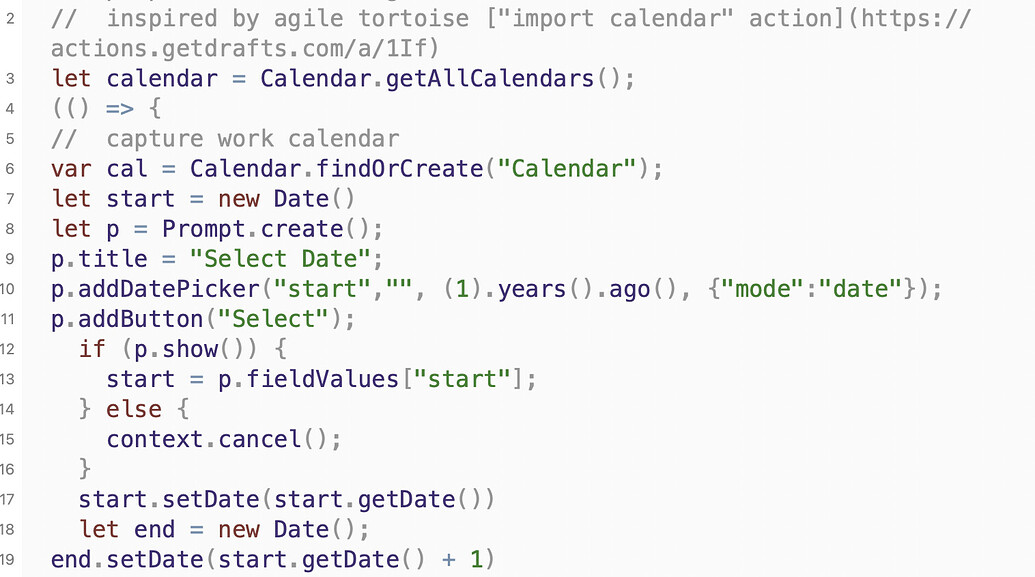 2 //  inspired by agile tortoise ["import calendar" action](https://
actions.getdrafts.com/a/1If)
3 let calendar = Calendar.getAllCalendars();
4 (() => {
5 //  capture work calendar
6 var cal = Calendar.findOrCreate("Calendar");
7 let start = new Date()
8 let p = Prompt.create();
9 p.title = "Select Date";
10 p.addDatePicker("start","", (1).years().ago(), {"mode":"date"});
11 p.addButton("Select");
12   if (p.show()) {
13     start = p.fieldValues["start"];
14   } else {
15     context.cancel();
16   }
17   start.setDate(start.getDate())
18   let end = new Date();
19 end.setDate(start.getDate() + 1)